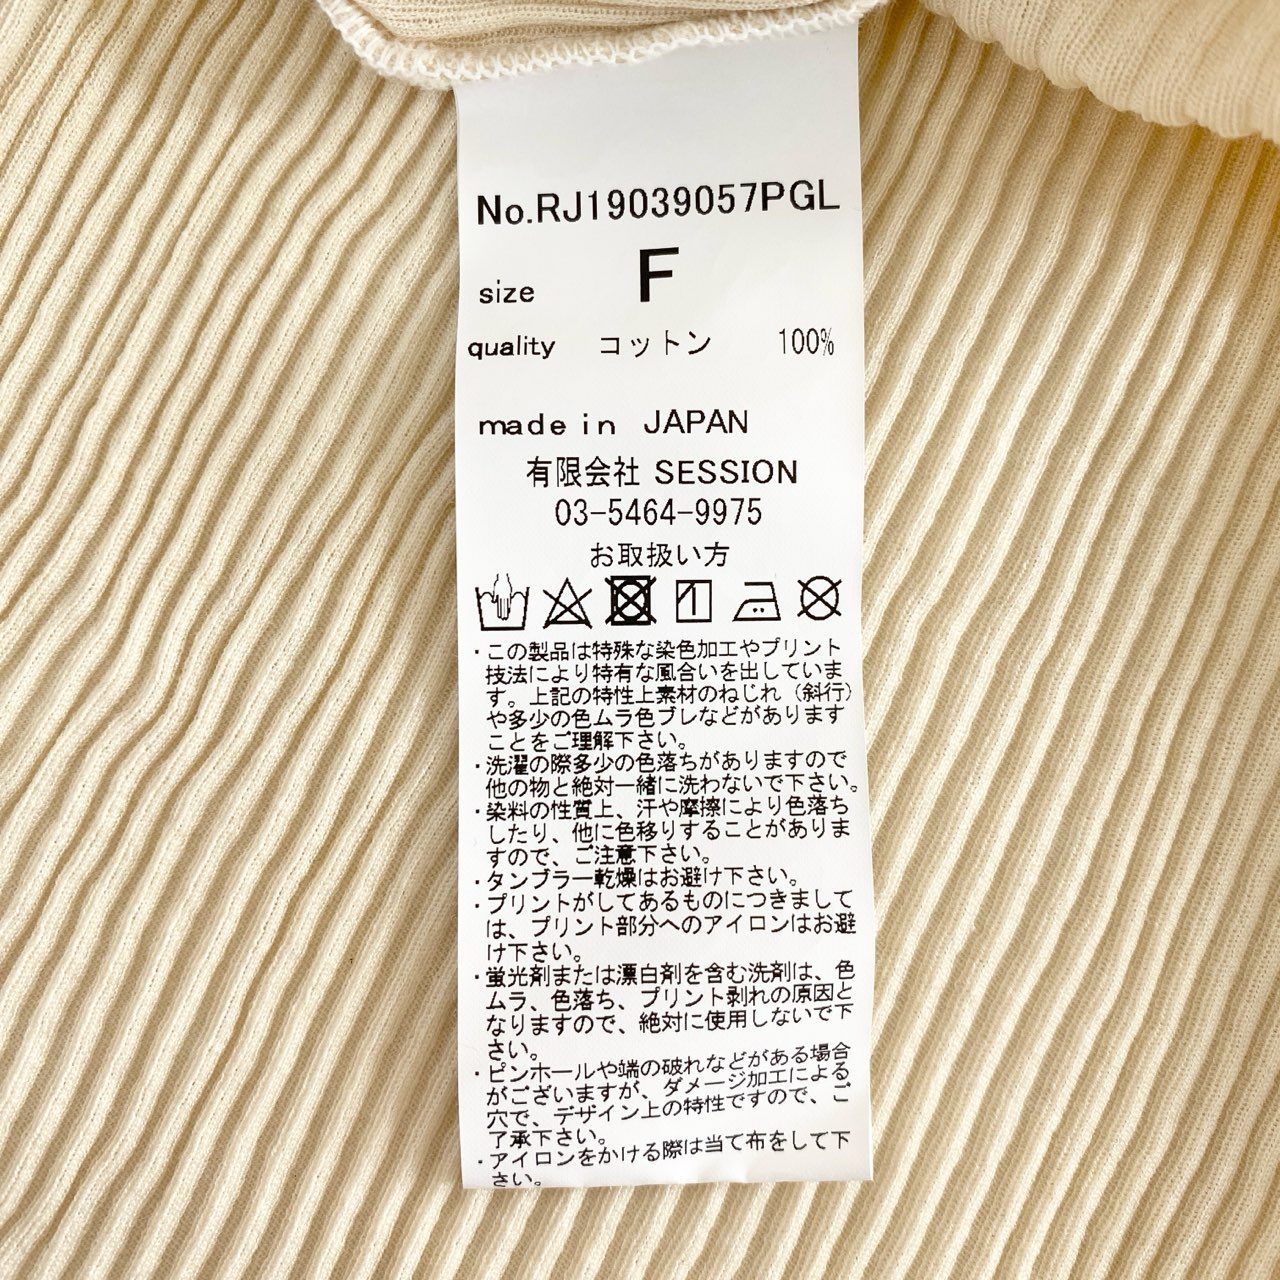 No.RJ19039057PGL
size F
quality コットン 100%
made in JAPAN
有限会社 SESSION
03-5464-9975
お取扱い方
・この製品は特殊な染色加工やプリント
技法により特有な風合いを出していま
す。上記の特性上素材のねじれ（斜行）
や多少の色ムラ色ブレなどがあります
ことをご理解下さい。
・洗濯の際多少の色落ちがありますので
他の物と絶対一緒に洗わないで下さい。
・染料の性質上、汗や摩擦により色落ち
したり、他に色移りすることがありま
すので、ご注意下さい。
・タンブラー乾燥はお避け下さい。
・プリントがしてあるものにつきまして
は、プリント部分へのアイロンはお避
け下さい。
・蛍光剤または漂白剤を含む洗剤は、色
ムラ、色落ち、プリント剥れの原因と
なりますので、絶対に使用しないで下
さい。
・ピンホールや端の破れなどがある場合
がございますが、ダメージ加工による
穴で、デザイン上の特性ですので、ご
了承下さい。
・アイロンをかける際は当て布をして下
さい。